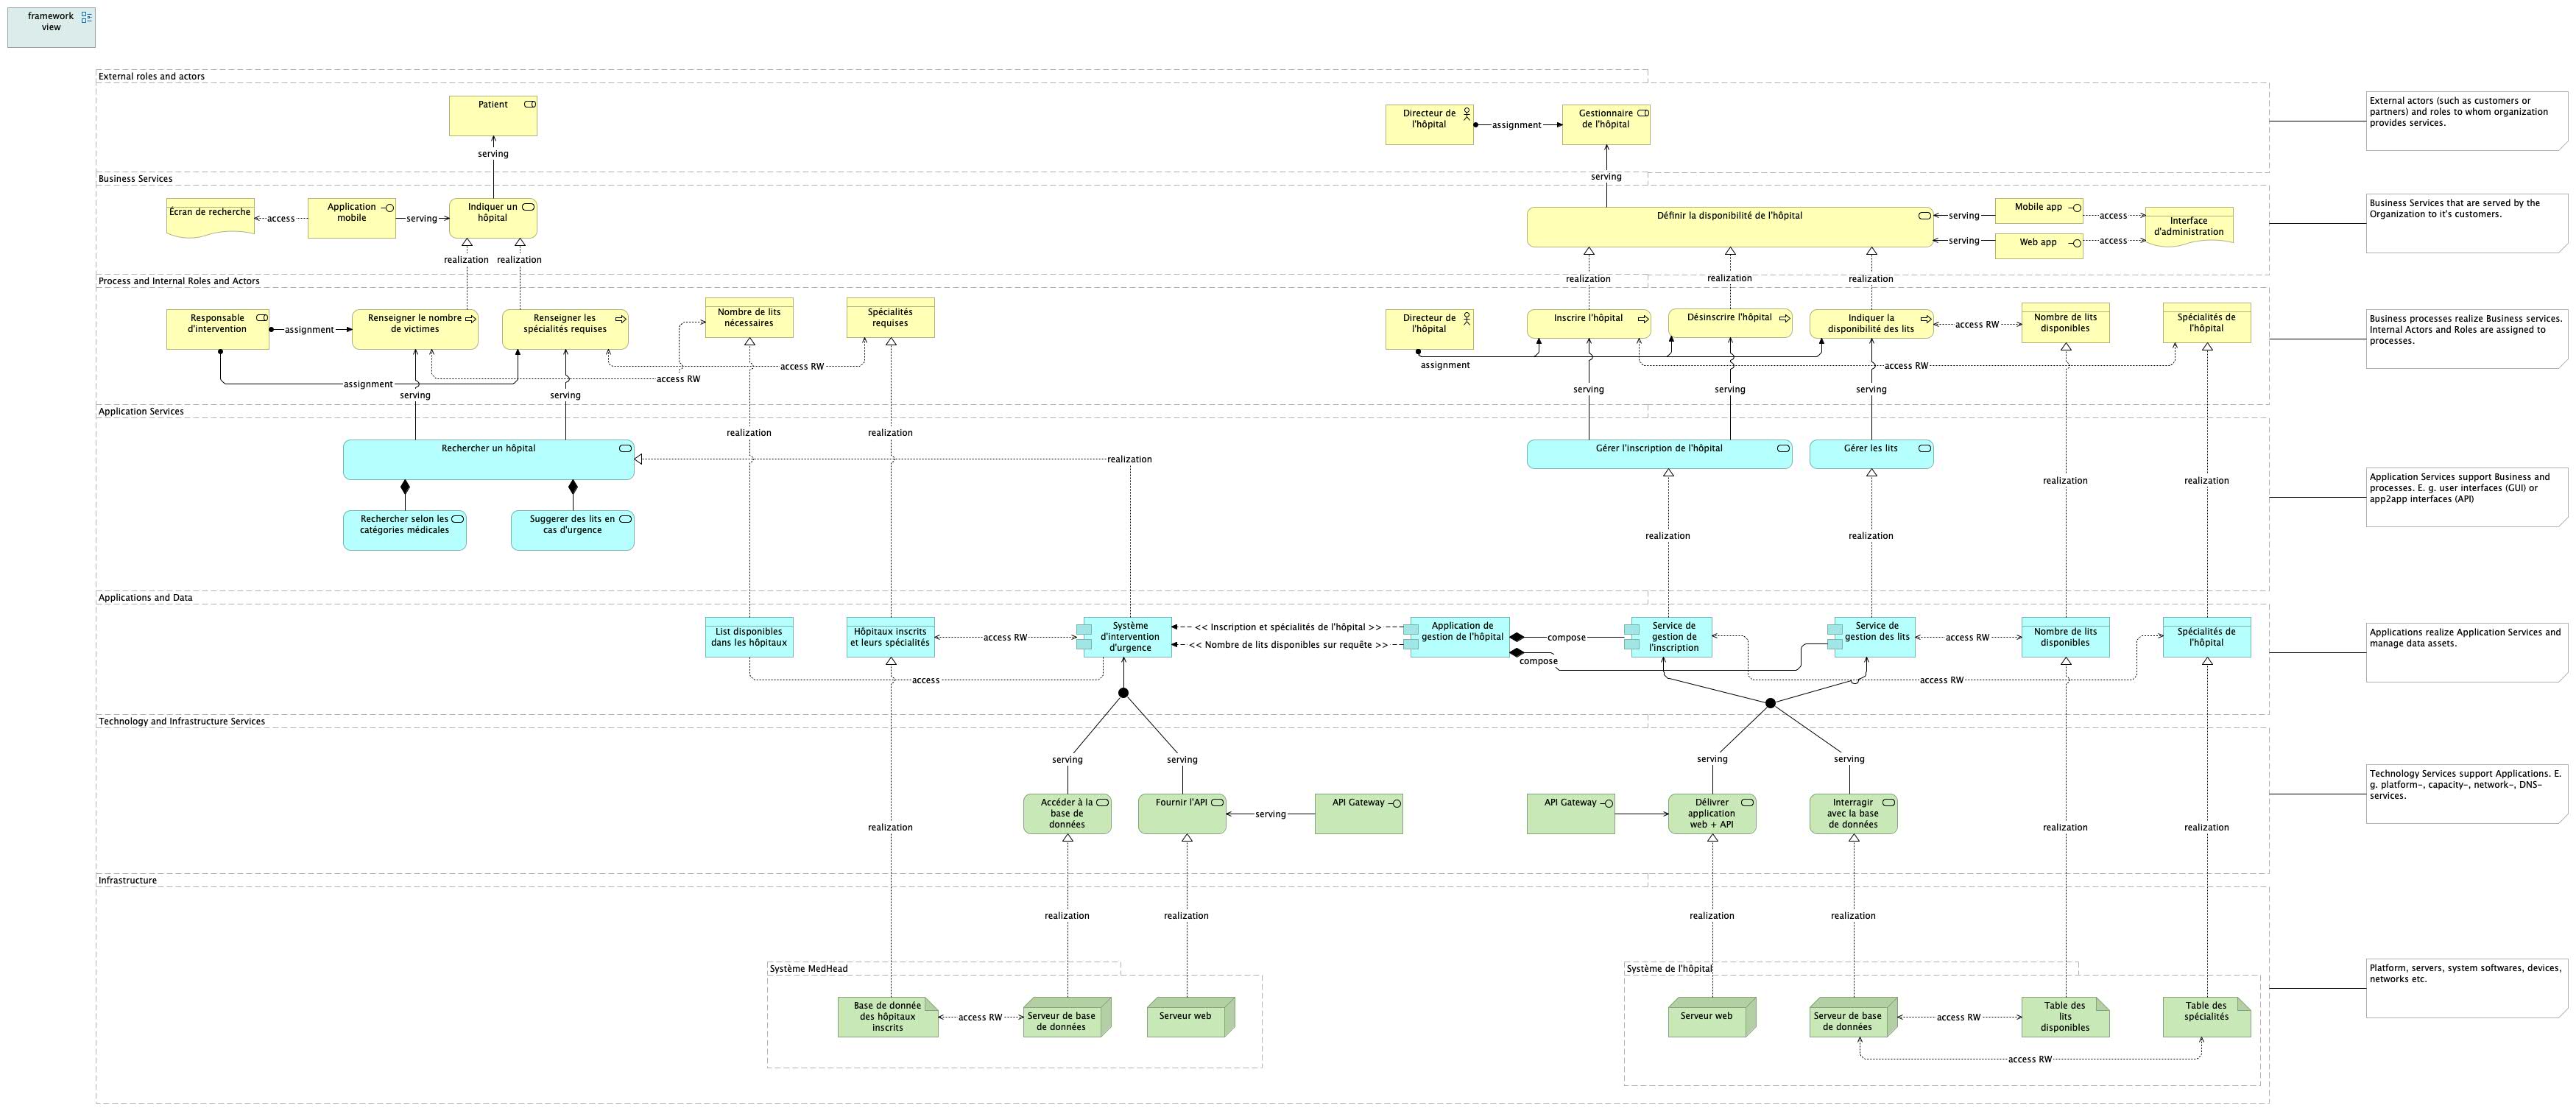 framework
view
External roles and actors
Patient
Directeur de
l'hôpital
assignment
Gestionnaire
de l'hôpital
External actors (such as customers or
partners) and roles to whom organization
provides services.
serving
serving
Business Services
Écran de recherche
access
Application
mobile
serving
Indiquer un
hôpital
Définir la disponibilité de l'hôpital
serving
Mobile app
access
serving
Web app
access
Interface
d'administration
Business Services that are served by the
Organization to it's customers.
realization
realization
realization
realization
realization
Process and Internal Roles and Actors
Responsable
d'intervention
assignment
Renseigner le nombre
de victimes
Renseigner les
spécialités requises
Nombre de lits
nécessaires
Spécialités
requises
Directeur de
l'hôpital
Inscrire l'hôpital
Désinscrire l'hôpital
Indiquer la
disponibilité des lits
access RW
Nombre de lits
disponibles
Spécialités de
l'hôpital
Business processes realize Business services.
Internal Actors and Roles are assigned to
processes.
assignment
access RW
access RW
assignment
access RW
serving
serving
serving
serving
serving
Application Services
realization
realization
Rechercher un hôpital
realization
Gérer l'inscription de l'hôpital
Gérer les lits
realization
realization
Application Services support Business and
processes. E. g. user interfaces (GUI) or
app2app interfaces (API)
Rechercher selon les
catégories médicales
Suggerer des lits en
cas d'urgence
realization
realization
Applications and Data
List disponibles
dans les hôpitaux
Hôpitaux inscrits
et leurs spécialités
access RW
Système
d'intervention
d'urgence
<< Inscription et spécialités de l'hôpital >>
<< Nombre de lits disponibles sur requête >>
Application de
gestion de l'hôpital
compose
compose
Service de
gestion de
l'inscription
Service de
gestion des lits
access RW
Nombre de lits
disponibles
Spécialités de
l'hôpital
Applications realize Application Services and
manage data assets.
access
access RW
Technology and Infrastructure Services
serving
serving
serving
serving
Accéder à la
base de
données
Fournir l'API
serving
API Gateway
API Gateway
Délivrer
application
web + API
Interragir
avec la base
de données
Technology Services support Applications. E.
g. platform-, capacity-, network-, DNS-
services.
realization
realization
realization
Infrastructure
realization
realization
realization
realization
Système MedHead
Système de l'hôpital
Platform, servers, system softwares, devices,
networks etc.
Base de donnée
des hôpitaux
inscrits
access RW
Serveur de base
de données
Serveur web
Serveur web
Serveur de base
de données
access RW
Table des
lits
disponibles
Table des
spécialités
access RW